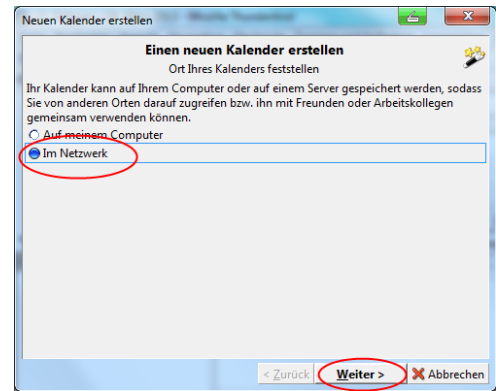 Neuen Kalender erstellen
Einen neuen Kalender erstellen
Ort Ihres Kalenders feststellen
Ihr Kalender kann auf Ihrem Computer oder auf einem Server gespeichert werden, sodass
Sie von anderen Orten darauf zugreifen bzw. ihn mit Freunden oder Arbeitskollegen
gemeinsam verwenden können.
Auf meinem Computer
Im Netzwerk
< Zurück Weiter > Abbrechen